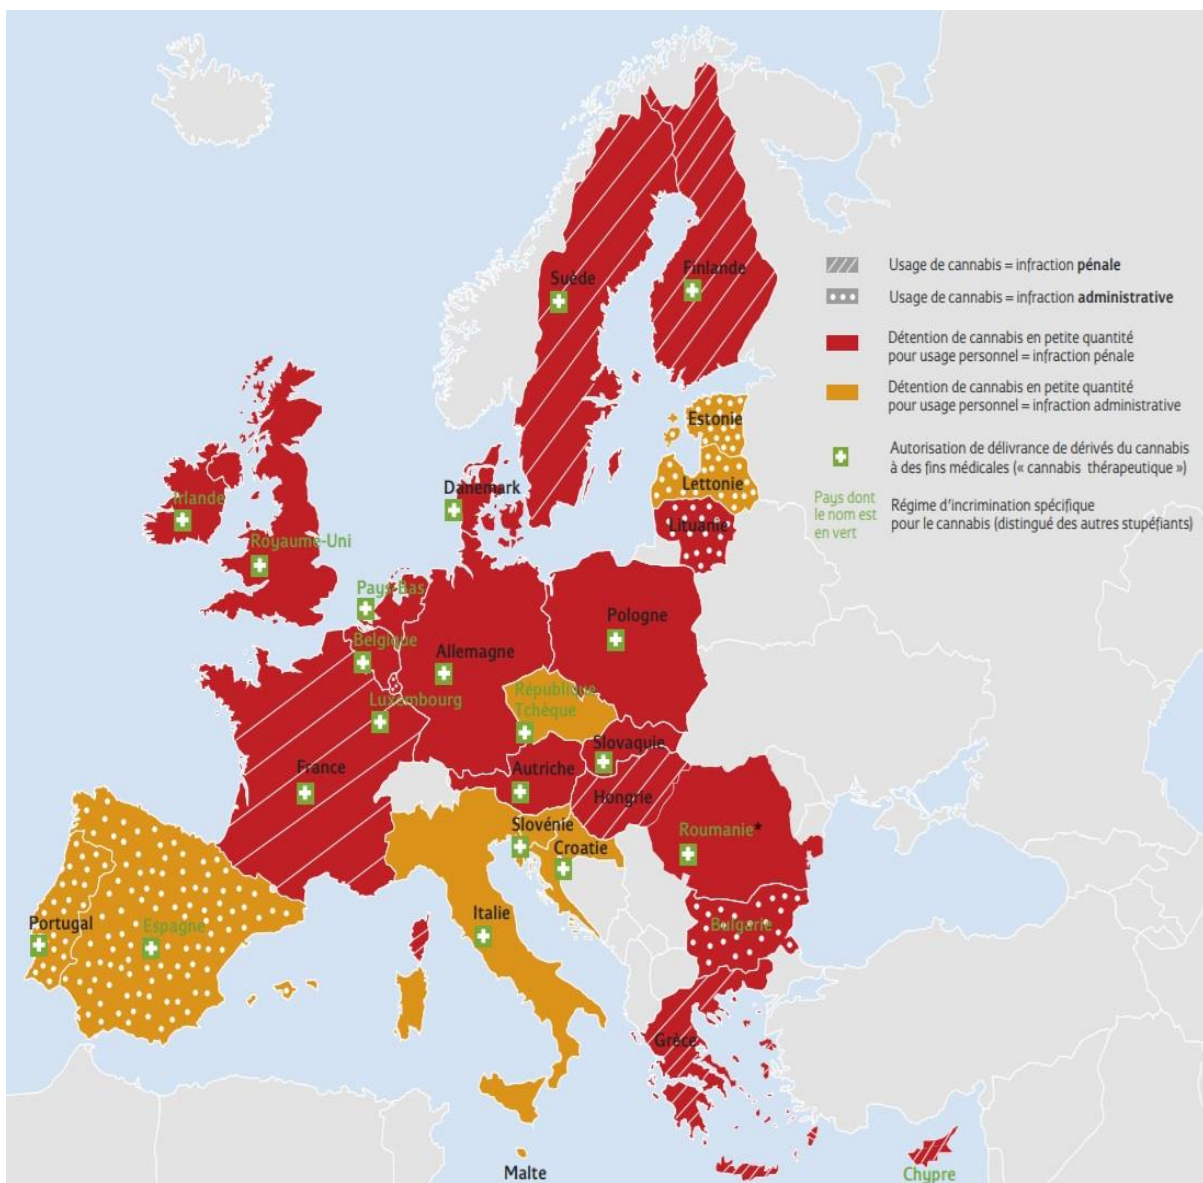 Suède
Finlande
Usage de cannabis = infraction pénale
Usage de cannabis = infraction administrative
Détention de cannabis en petite quantité
pour usage personnel = infraction pénale
Détention de cannabis en petite quantité
pour usage personnel = infraction administrative
Autorisation de délivrance de dérivés du cannabis
à des fins médicales (« cannabis thérapeutique »)
Pays dont
le nom est
en vert
Régime d'incrimination spécifique
pour le cannabis (distingué des autres stupéfiants)
Estonie
Lettonie
Lituanie
Danemark
Irlande
Royaume-Uni
Pays-Bas
Belgique
Luxembourg
Allemagne
Pologne
République
Tchèque
Slovaquie
Autriche
Hongrie
France
Slovénie
Croatie
Roumanie*
Bulgarie
Portugal
Espagne
Italie
Grèce
Malte
Chypre